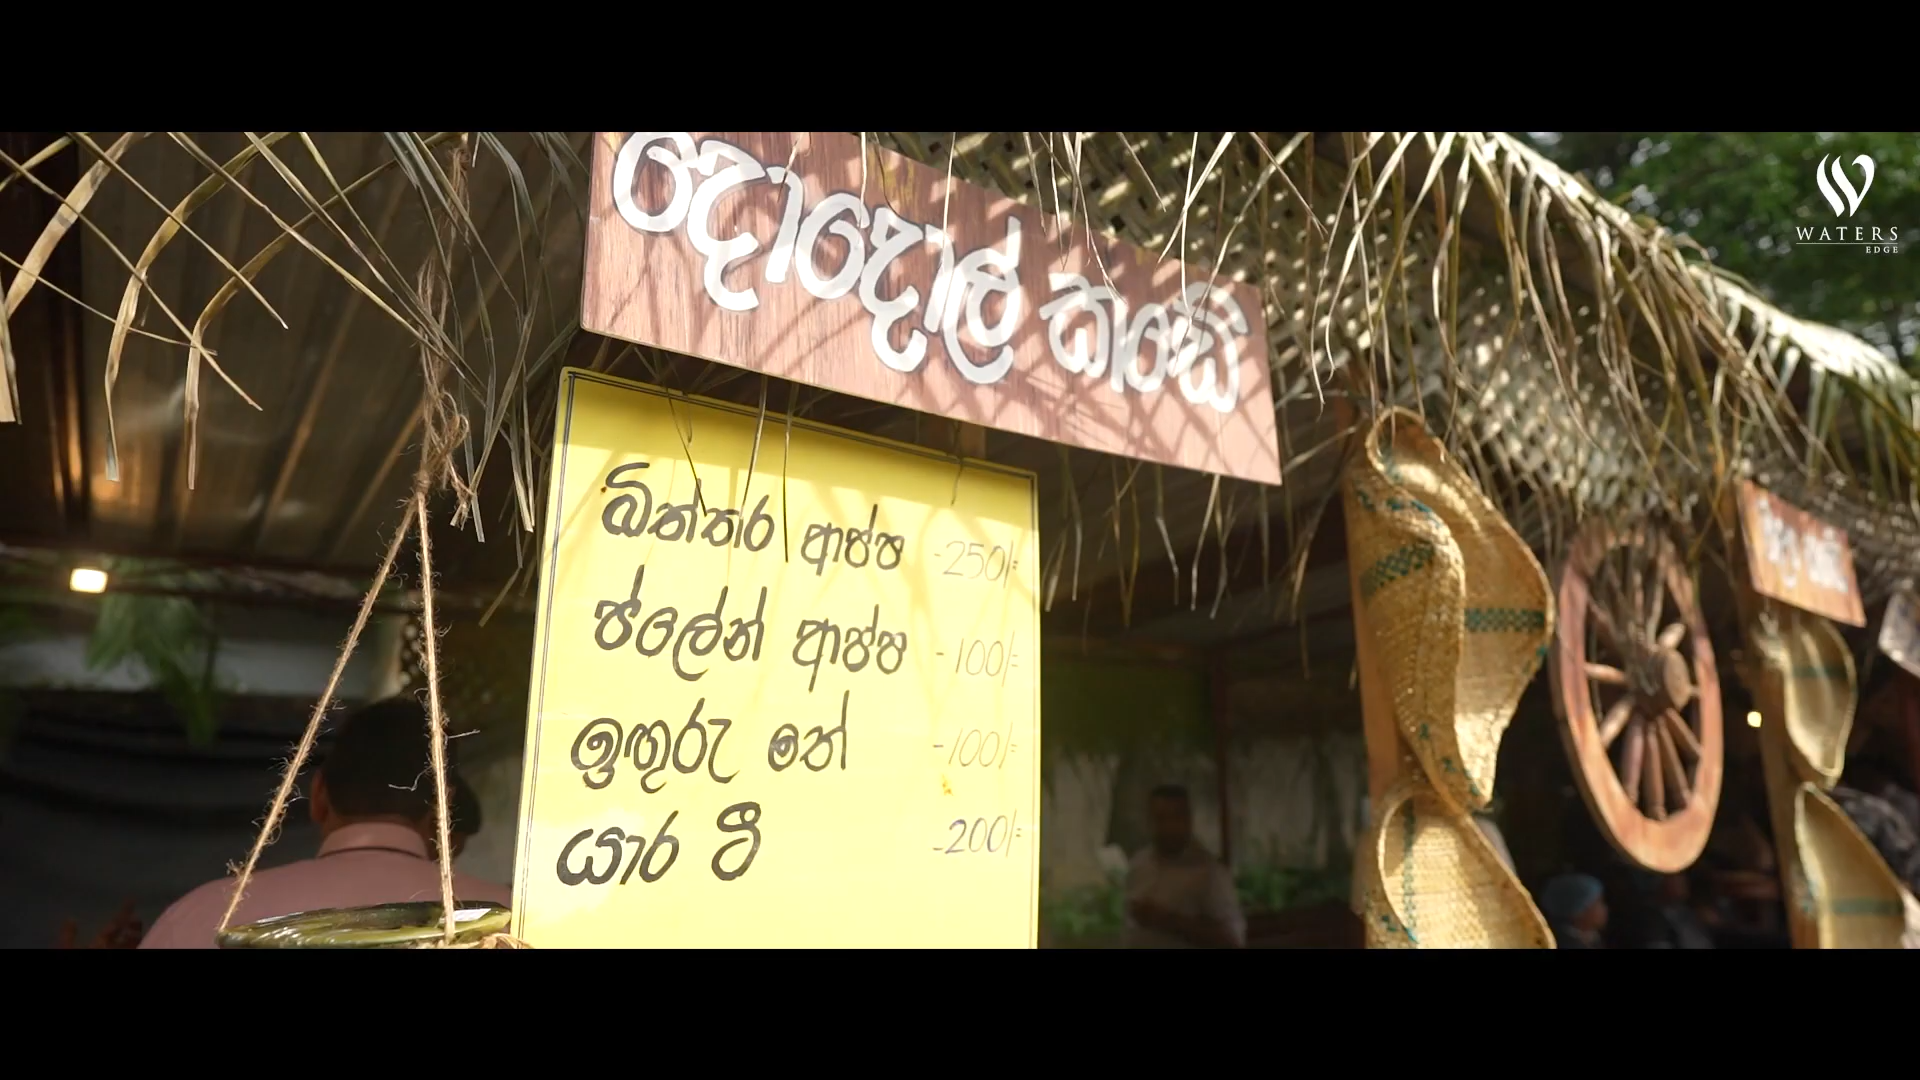 දොදොල් කඩේ
බිත්තර ආප්ප -250/=
ප්ලේන් ආප්ප -100/=
ඉඟුරු තේ -100/=
යාර ටී -200/=
WATERS
EDGE